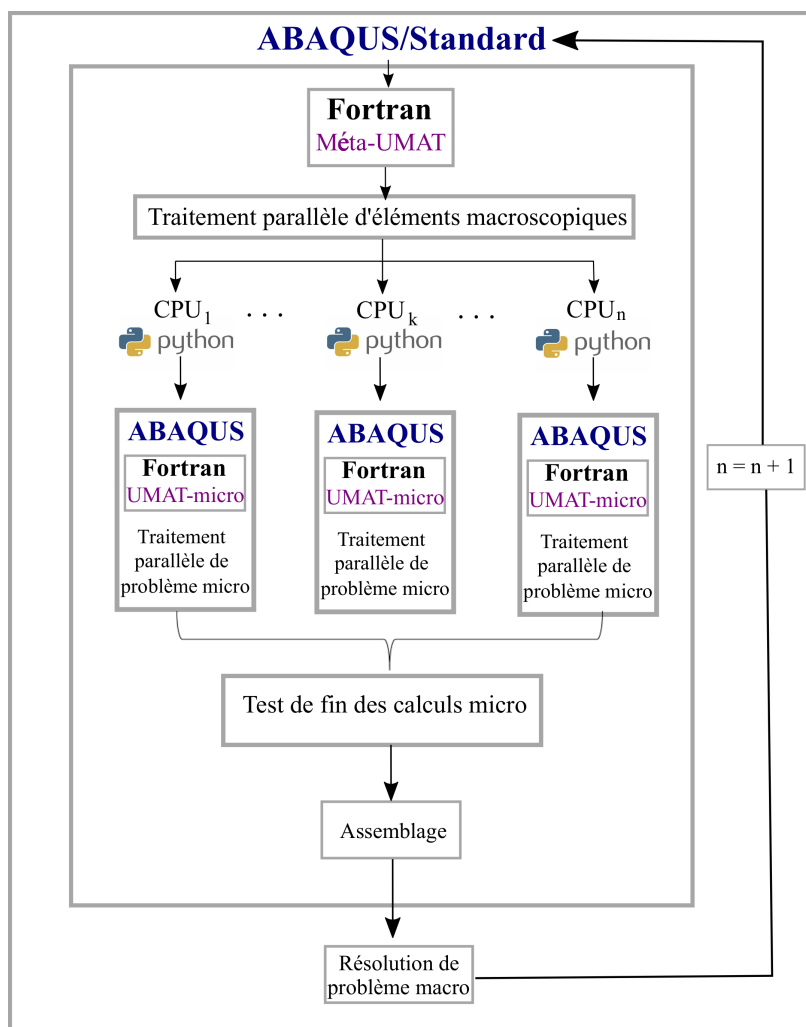 ABAQUS/Standard
Fortran
Méta-UMAT
Traitement parallèle d'éléments macroscopiques
CPU1 . . . CPUk . . . CPUn
python python python
ABAQUS
Fortran
UMAT-micro
Traitement
parallèle de
problème micro
ABAQUS
Fortran
UMAT-micro
Traitement
parallèle de
problème micro
ABAQUS
Fortran
UMAT-micro
Traitement
parallèle de
problème micro
n = n + 1
Test de fin des calculs micro
Assemblage
Résolution de
problème macro